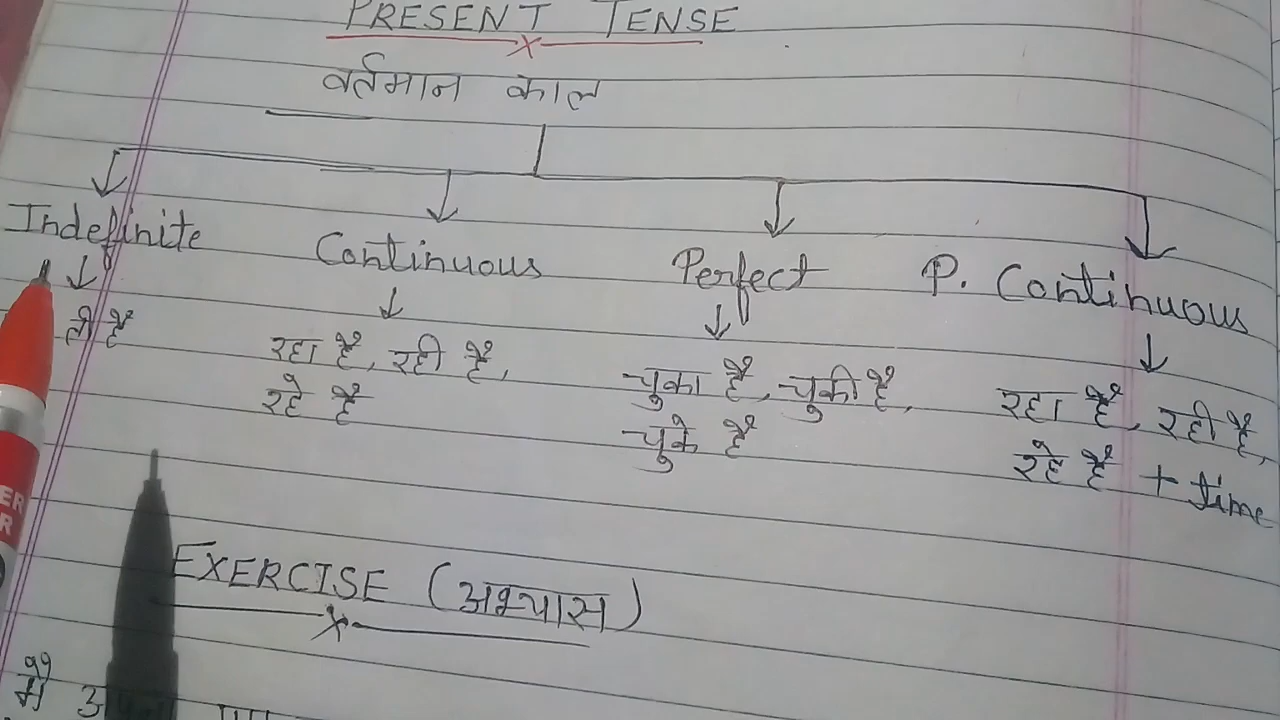 PRESENT TENSE
वर्तमान काल
Indefinite
Continuous
Perfect
P. Continuous
ती है
रहा है, रही है,
रहे है
चुका है, चुकी है,
चुके है
रहा है, रही है,
रहे है + time
EXERCISE (अभ्यास)
में